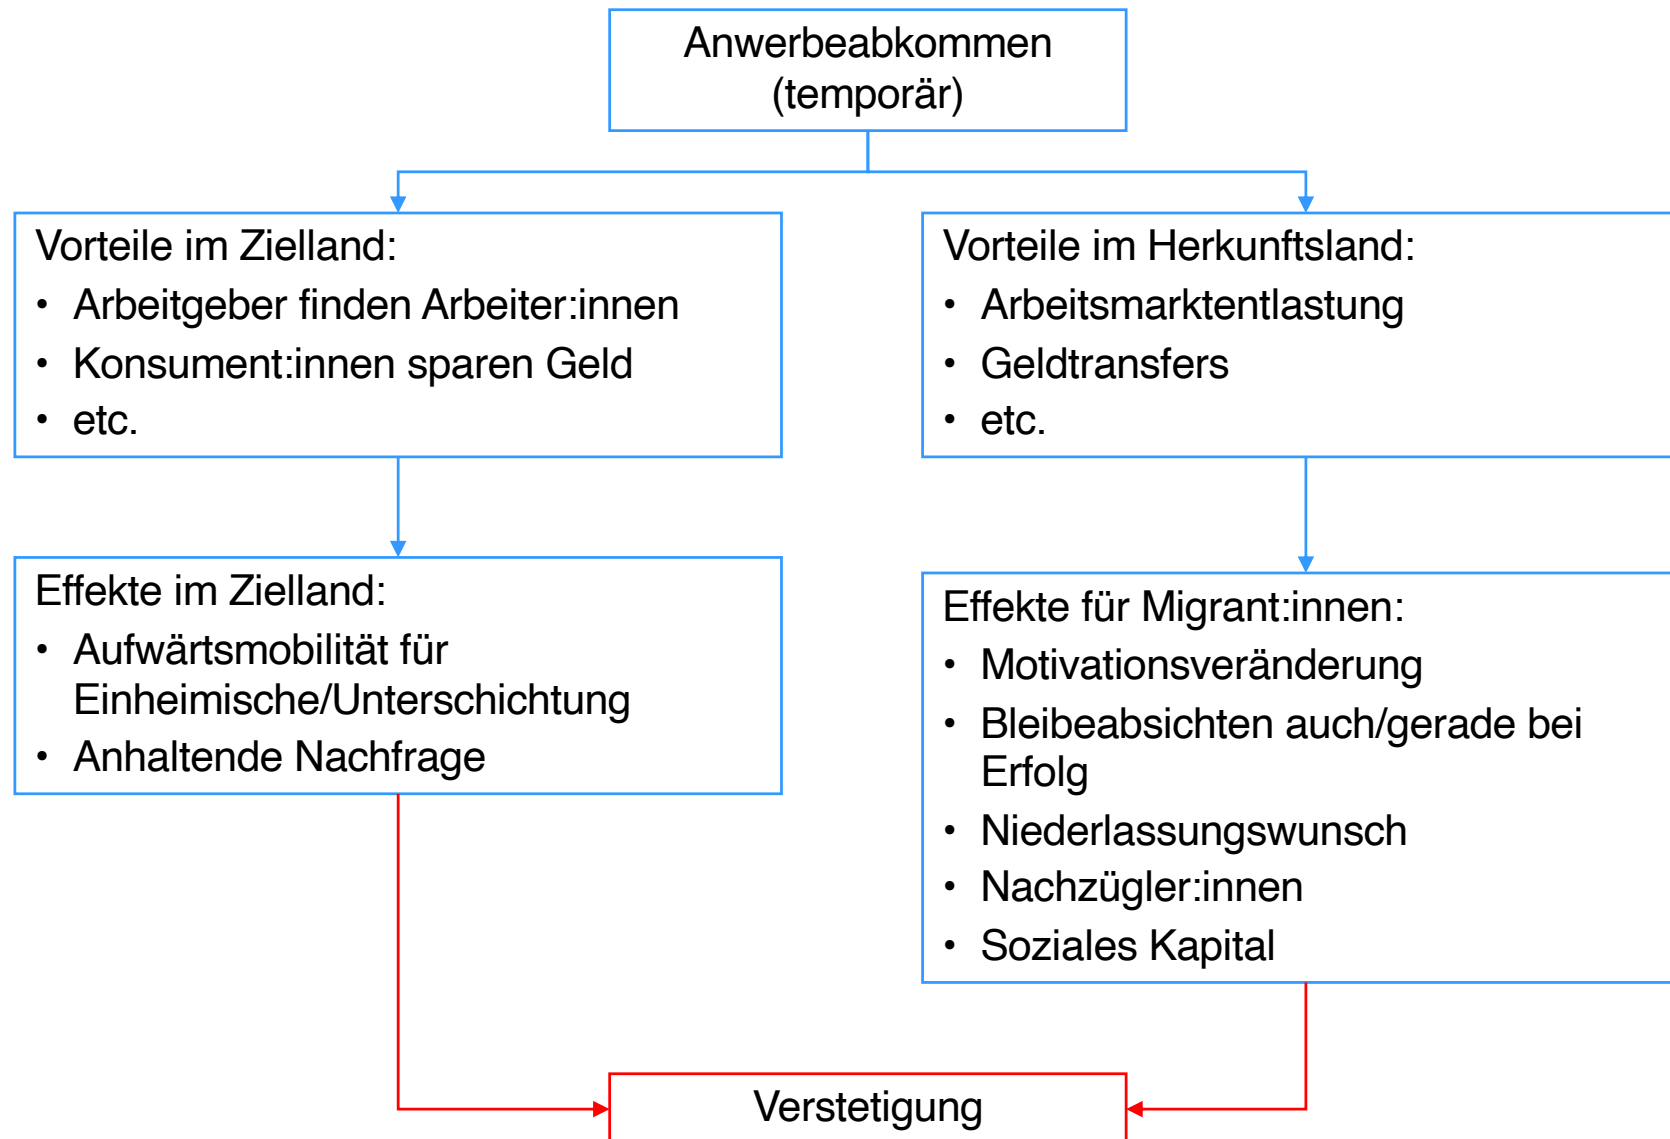 Anwerbeabkommen
(temporär)
Vorteile im Zielland:
• Arbeitgeber finden Arbeiter:innen
• Konsument:innen sparen Geld
• etc.
Vorteile im Herkunftsland:
• Arbeitsmarktentlastung
• Geldtransfers
• etc.
Effekte im Zielland:
• Aufwärtsmobilität für
Einheimische/Unterschichtung
• Anhaltende Nachfrage
Effekte für Migrant:innen:
• Motivationsveränderung
• Bleibeabsichten auch/gerade bei
Erfolg
• Niederlassungswunsch
• Nachzügler:innen
• Soziales Kapital
Verstetigung